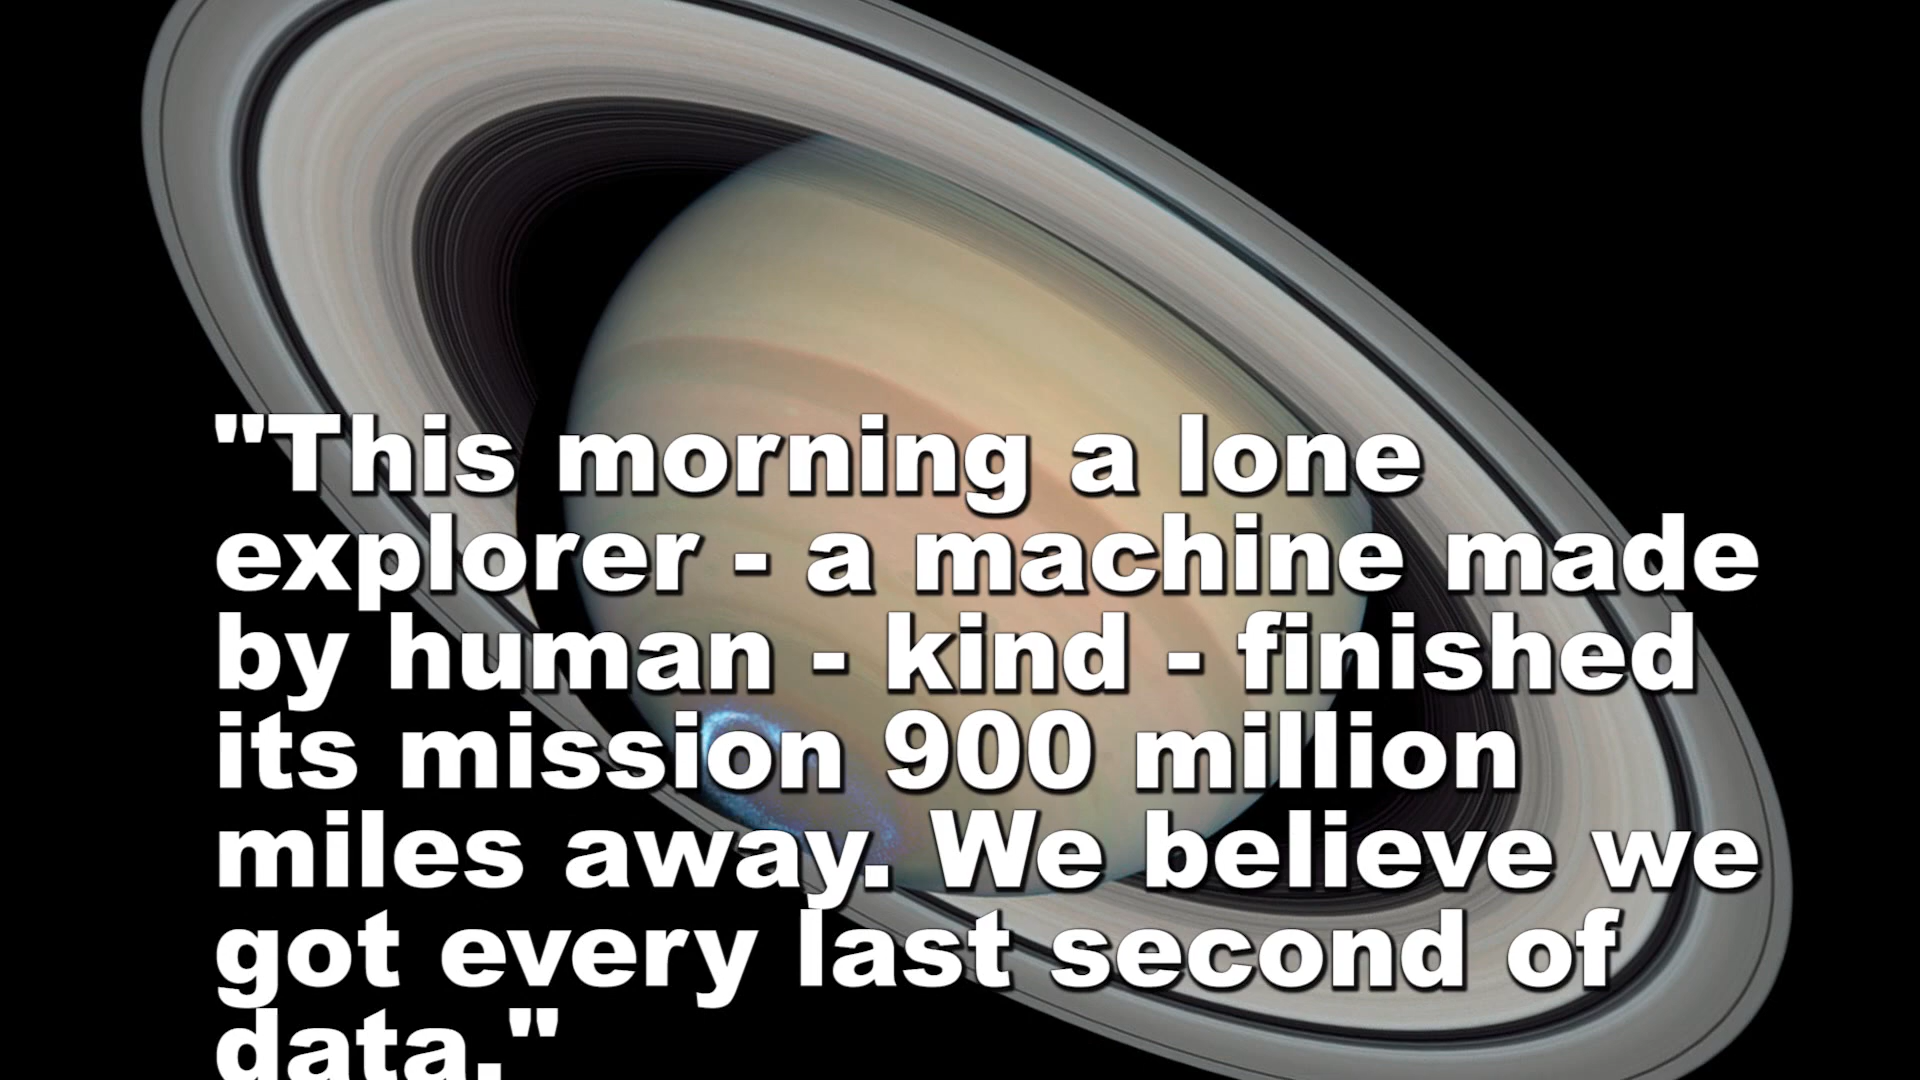 "This morning a lone
explorer - a machine made
by human - kind - finished
its mission 900 million
miles away. We believe we
got every last second of
data."